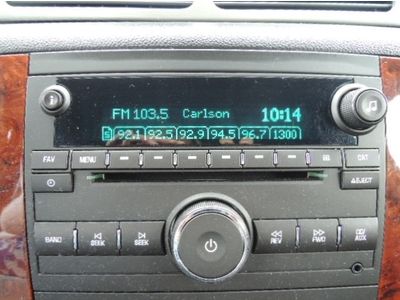 FM 103.5 Carlson 10:14
92.1 92.5 92.9 94.5 96.7 1300
FAV MENU CAT
EJECT
BAND SEEK SEEK REV FWD CD/AUX